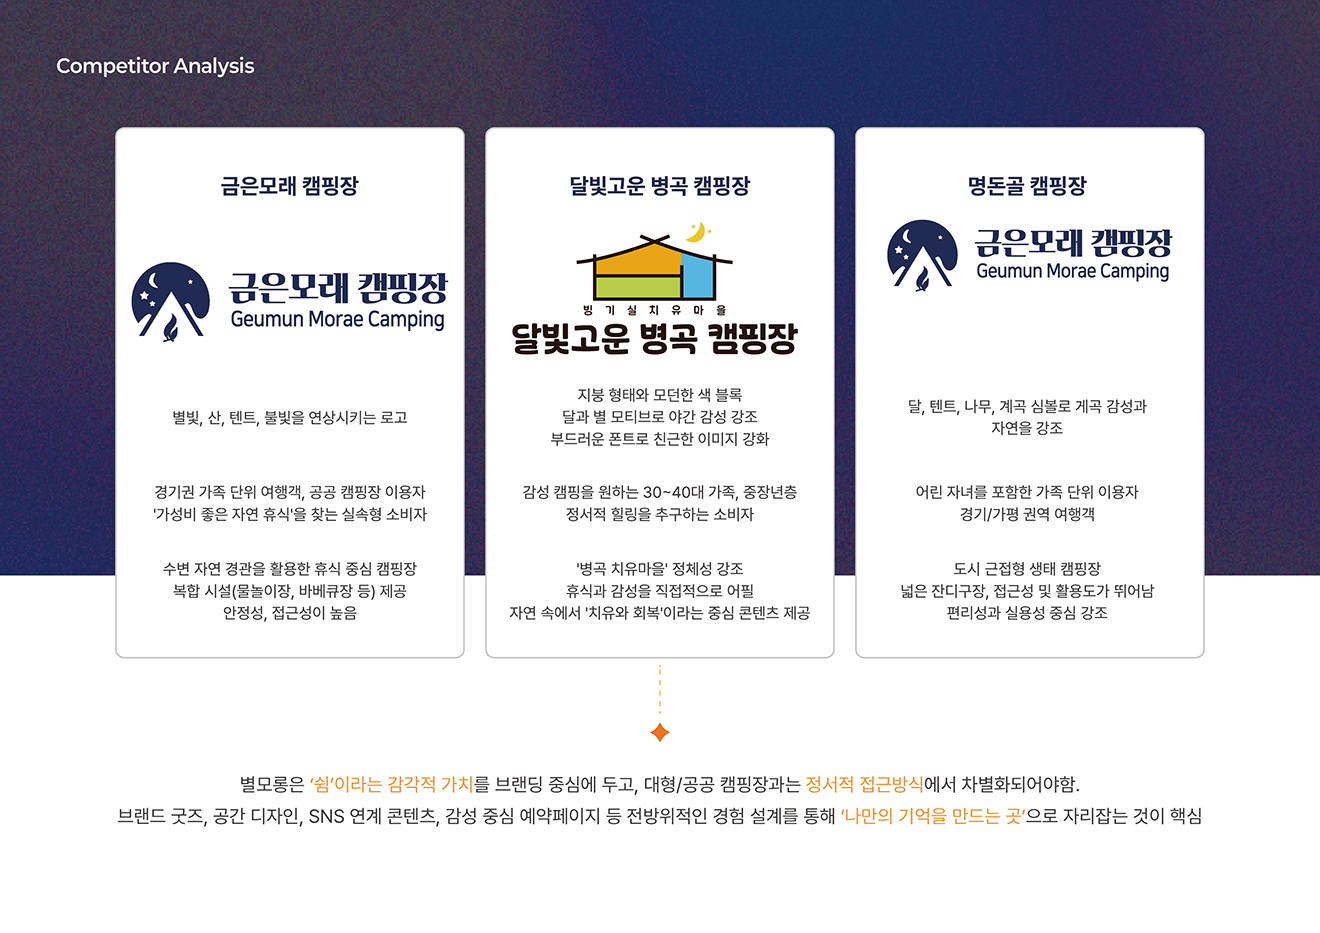 Competitor Analysis
금은모래 캠핑장
금은모래 캠핑장
Geumun Morae Camping
별빛, 산, 텐트, 불빛을 연상시키는 로고
경기권 가족 단위 여행객, 공공 캠핑장 이용자
'가성비 좋은 자연 휴식'을 찾는 실속형 소비자
수변 자연 경관을 활용한 휴식 중심 캠핑장
복합 시설(물놀이장, 바베큐장 등) 제공
안정성, 접근성이 높음
달빛고운 병곡 캠핑장
빙기실치유마을
달빛고운 병곡 캠핑장
지붕 형태와 모던한 색 블록
달과 별 모티브로 야간 감성 강조
부드러운 폰트로 친근한 이미지 강화
감성 캠핑을 원하는 30~40대 가족, 중장년층
정서적 힐링을 추구하는 소비자
'병곡 치유마을' 정체성 강조
휴식과 감성을 직접적으로 어필
자연 속에서 '치유와 회복'이라는 중심 콘텐츠 제공
명돈골 캠핑장
금은모래 캠핑장
Geumun Morae Camping
달, 텐트, 나무, 계곡 심볼로 게곡 감성과
자연을 강조
어린 자녀를 포함한 가족 단위 이용자
경기/가평 권역 여행객
도시 근접형 생태 캠핑장
넓은 잔디구장, 접근성 및 활용도가 뛰어남
편리성과 실용성 중심 강조
별모롱은 ‘쉼’이라는 감각적 가치를 브랜딩 중심에 두고, 대형/공공 캠핑장과는 정서적 접근방식에서 차별화되어야함.
브랜드 굿즈, 공간 디자인, SNS 연계 콘텐츠, 감성 중심 예약페이지 등 전방위적인 경험 설계를 통해 ‘나만의 기억을 만드는 곳’으로 자리잡는 것이 핵심